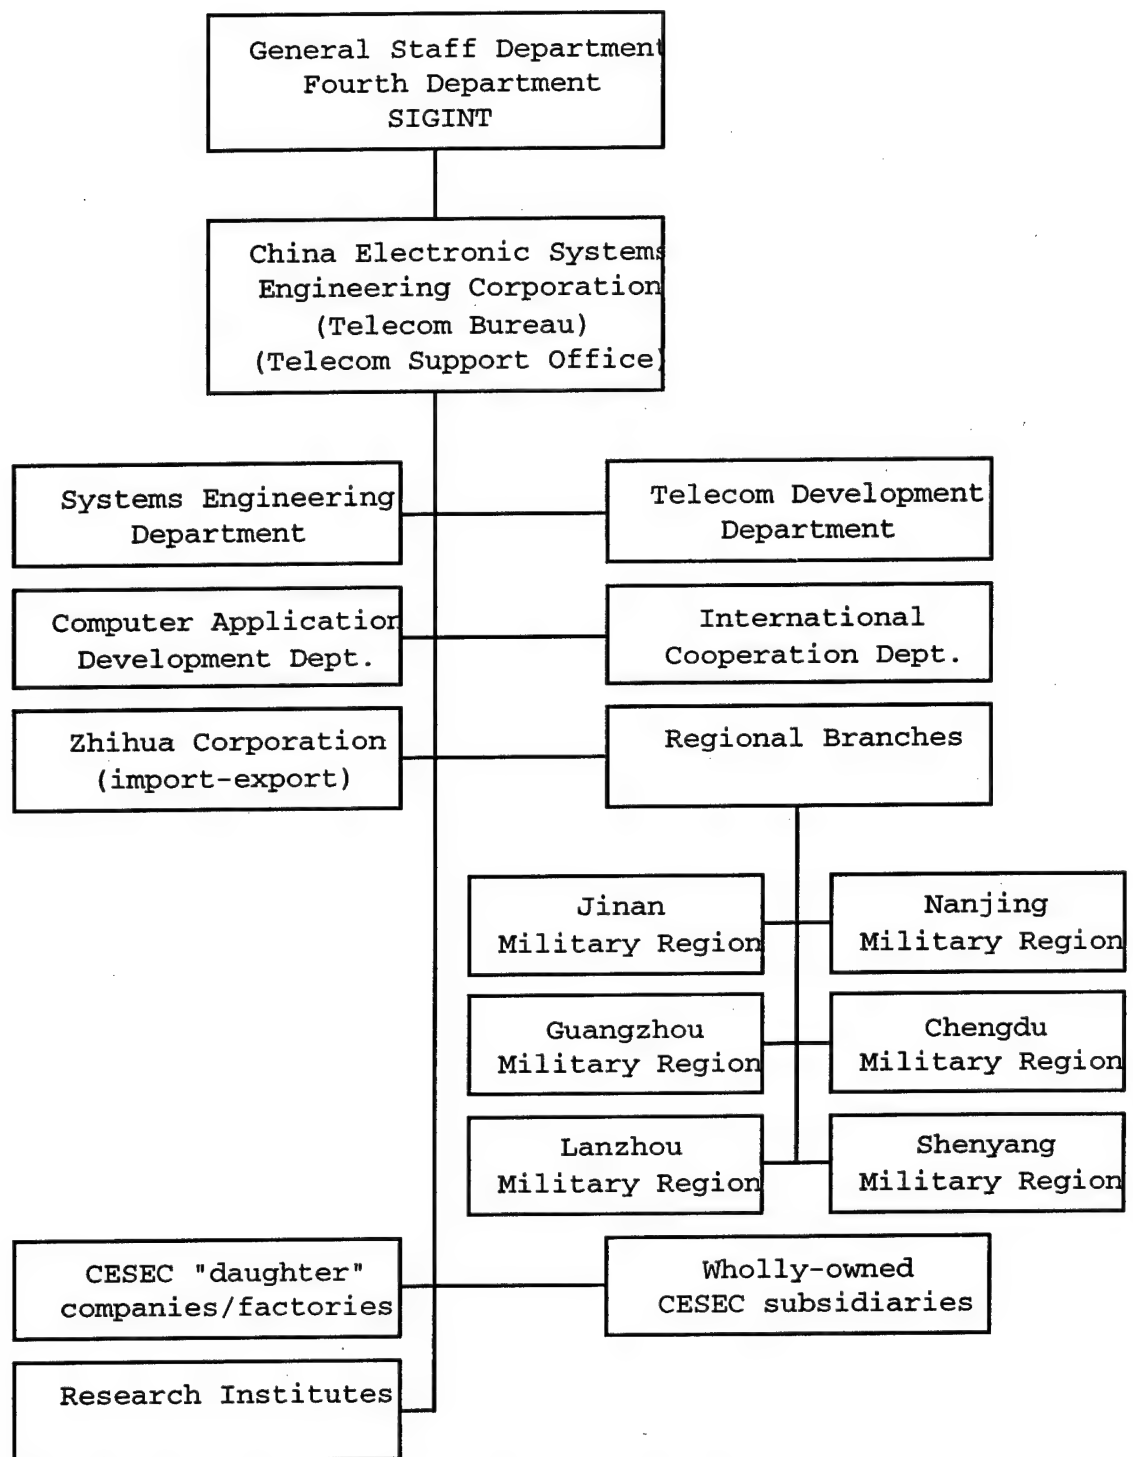 General Staff Department
Fourth Department
SIGINT
China Electronic Systems
Engineering Corporation
(Telecom Bureau)
(Telecom Support Office)
Systems Engineering
Department
Telecom Development
Department
Computer Application
Development Dept.
International
Cooperation Dept.
Zhihua Corporation
(import-export)
Regional Branches
Jinan
Military Region
Nanjing
Military Region
Guangzhou
Military Region
Chengdu
Military Region
Lanzhou
Military Region
Shenyang
Military Region
CESEC "daughter"
companies/factories
Wholly-owned
CESEC subsidiaries
Research Institutes